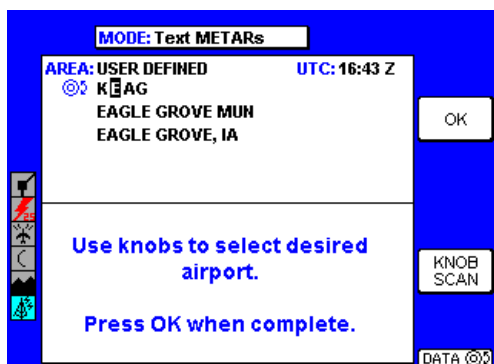 MODE: Text METARs
AREA: USER DEFINED UTC: 16:43 Z
KEAG
EAGLE GROVE MUN
EAGLE GROVE, IA
OK
25
Use knobs to select desired
airport.
KNOB
SCAN
Press OK when complete.
DATA